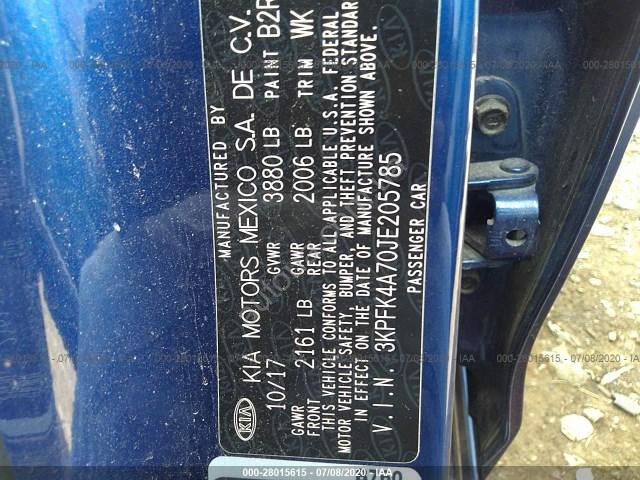 MANUFACTURED BY
KIA MOTORS MEXICO S.A. DE C.V.
10/17 GVWR 3880 LB PAINT B2R
GAWR FRONT 2161 LB GAWR REAR 2006 LB TRIM WK
THIS VEHICLE CONFORMS TO ALL APPLICABLE U.S.A. FEDERAL
MOTOR VEHICLE SAFETY, BUMPER, AND THEFT PREVENTION STANDAR
IN EFFECT ON THE DATE OF MANUFACTURE SHOWN ABOVE.
V.I.N. 3KPFK4A70JE205785
PASSENGER CAR
KIA
000-28015615 - 07/08/2020 - IAA